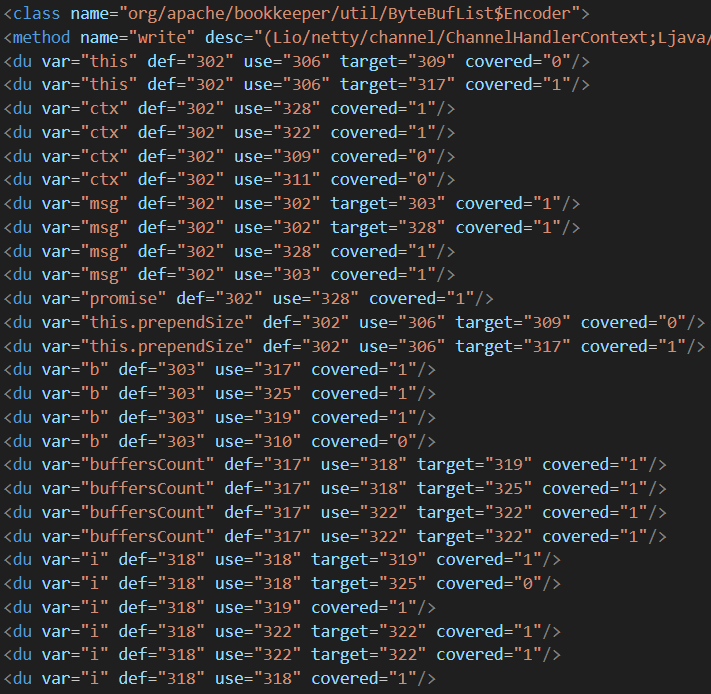 <class name="org/apache/bookkeeper/util/ByteBufList$Encoder">
<method name="write" desc="(Lio/netty/channel/ChannelHandlerContext;Ljava/
<du var="this" def="302" use="306" target="309" covered="0"/>
<du var="this" def="302" use="306" target="317" covered="1"/>
<du var="ctx" def="302" use="328" covered="1"/>
<du var="ctx" def="302" use="322" covered="1"/>
<du var="ctx" def="302" use="309" covered="0"/>
<du var="ctx" def="302" use="311" covered="0"/>
<du var="msg" def="302" use="302" target="303" covered="1"/>
<du var="msg" def="302" use="302" target="328" covered="1"/>
<du var="msg" def="302" use="328" covered="1"/>
<du var="msg" def="302" use="303" covered="1"/>
<du var="promise" def="302" use="328" covered="1"/>
<du var="this.prependSize" def="302" use="306" target="309" covered="0"/>
<du var="this.prependSize" def="302" use="306" target="317" covered="1"/>
<du var="b" def="303" use="317" covered="1"/>
<du var="b" def="303" use="325" covered="1"/>
<du var="b" def="303" use="319" covered="1"/>
<du var="b" def="303" use="310" covered="0"/>
<du var="buffersCount" def="317" use="318" target="319" covered="1"/>
<du var="buffersCount" def="317" use="318" target="325" covered="1"/>
<du var="buffersCount" def="317" use="322" target="322" covered="1"/>
<du var="buffersCount" def="317" use="322" target="322" covered="1"/>
<du var="i" def="318" use="318" target="319" covered="1"/>
<du var="i" def="318" use="318" target="325" covered="0"/>
<du var="i" def="318" use="319" covered="1"/>
<du var="i" def="318" use="322" target="322" covered="1"/>
<du var="i" def="318" use="322" target="322" covered="1"/>
<du var="i" def="318" use="318" covered="1"/>